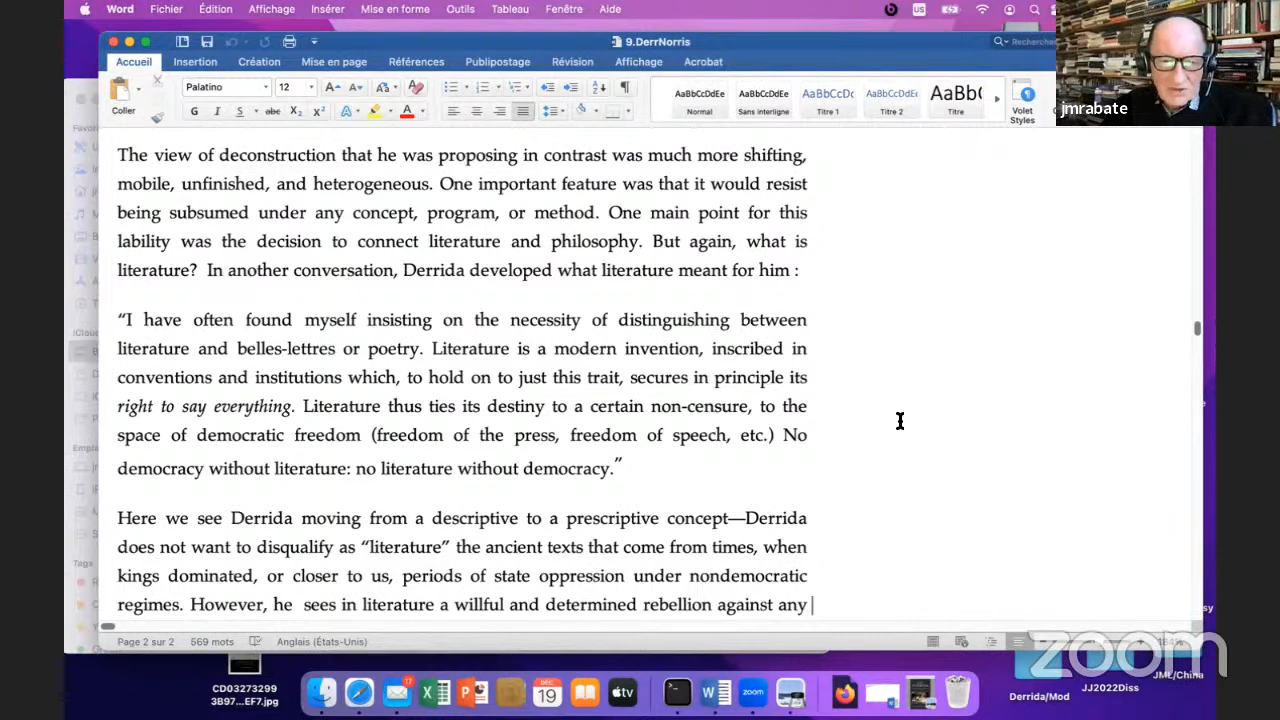 Word Fichier Édition Affichage Insérer Mise en forme Outils Tableau Fenêtre Aide
US
9.DerrNorris
Rechercher
Accueil Insertion Création Mise en page Références Publipostage Révision Affichage Acrobat
Coller
Palatino 12
G I S abc X₂ X²
AaBbCcDdEe AaBbCcDdEe AaBbCcDc AaBbCcDdEe AaBb(
Normal Sans interligne Titre 1 Titre 2 Titre
Volet
Styles
jmrabate
The view of deconstruction that he was proposing in contrast was much more shifting,
mobile, unfinished, and heterogeneous. One important feature was that it would resist
being subsumed under any concept, program, or method. One main point for this
lability was the decision to connect literature and philosophy. But again, what is
literature?  In another conversation, Derrida developed what literature meant for him :
“I have often found myself insisting on the necessity of distinguishing between
literature and belles-lettres or poetry. Literature is a modern invention, inscribed in
conventions and institutions which, to hold on to just this trait, secures in principle its
right to say everything. Literature thus ties its destiny to a certain non-censure, to the
space of democratic freedom (freedom of the press, freedom of speech, etc.) No
democracy without literature: no literature without democracy.”
Here we see Derrida moving from a descriptive to a prescriptive concept—Derrida
does not want to disqualify as “literature” the ancient texts that come from times, when
kings dominated, or closer to us, periods of state oppression under nondemocratic
regimes. However, he  sees in literature a willful and determined rebellion against any
Page 2 sur 2 569 mots Anglais (États-Unis)
zoom
CD03273299
3B97...EF7.jpg
17
DEC
19
tv
zoom
Derrida/Mod
JJ2022Diss
JML/China